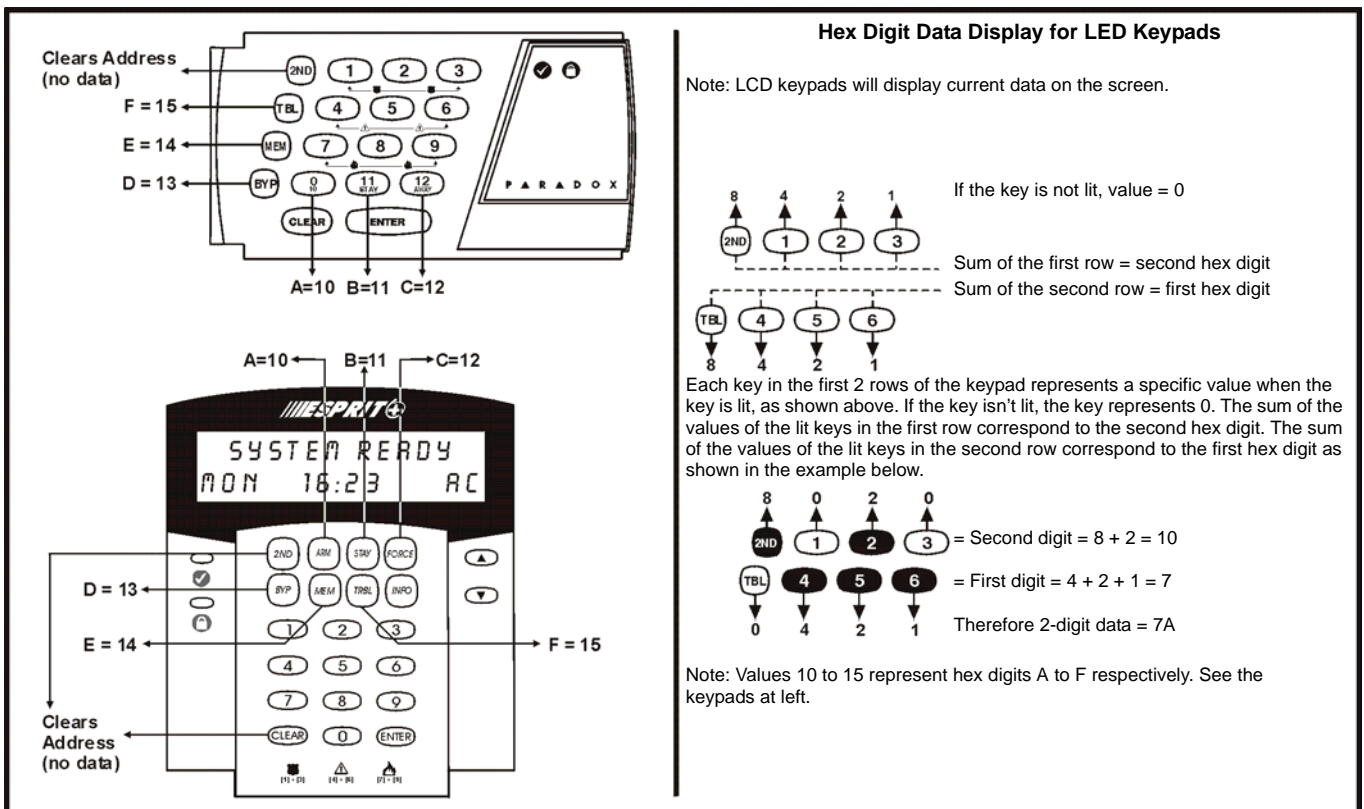 Clears Address
(no data)
F = 15
E = 14
D = 13
2ND 1 2 3
TBL 4 5 6
MEM 7 8 9
BYP 0 10 11 STAY 12 AWAY
CLEAR ENTER
PARADOX
A=10 B=11 C=12
A=10 B=11 C=12
ESPRIT+
SYSTEM READY
MON 16:23 AC
2ND ARM STAY FORCE
BYP MEM TRBL INFO
1 2 3
4 5 6
7 8 9
CLEAR 0 ENTER
[1] + [3] [4] + [6] [7] + [9]
D = 13
E = 14
F = 15
Clears
Address
(no data)
Hex Digit Data Display for LED Keypads
Note: LCD keypads will display current data on the screen.
If the key is not lit, value = 0
8 4 2 1
2ND 1 2 3
Sum of the first row = second hex digit
Sum of the second row = first hex digit
TBL 4 5 6
8 4 2 1
Each key in the first 2 rows of the keypad represents a specific value when the
key is lit, as shown above. If the key isn't lit, the key represents 0. The sum of the
values of the lit keys in the first row correspond to the second hex digit. The sum
of the values of the lit keys in the second row correspond to the first hex digit as
shown in the example below.
8 0 2 0
2ND 1 2 3 = Second digit = 8 + 2 = 10
TBL 4 5 6 = First digit = 4 + 2 + 1 = 7
0 4 2 1
Therefore 2-digit data = 7A
Note: Values 10 to 15 represent hex digits A to F respectively. See the
keypads at left.